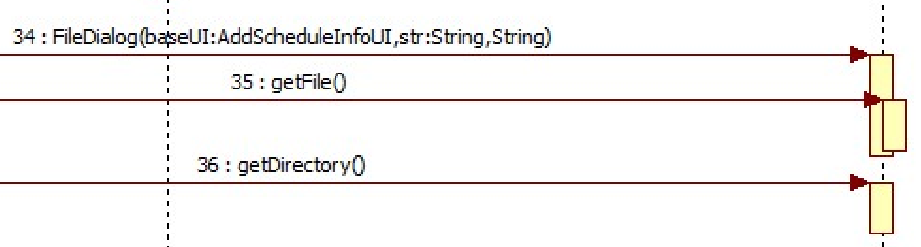 34 : FileDialog(baseUI:AddScheduleInfoUI,str:String,String)
35 : getFile()
36 : getDirectory()